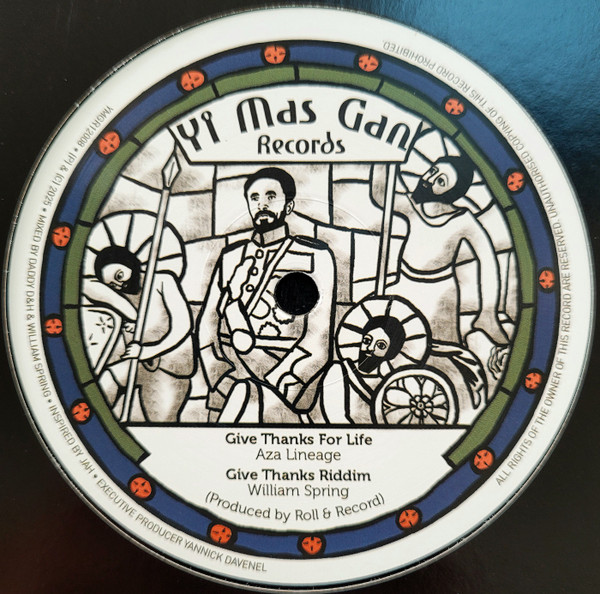 Yi Mas Gan
Records
Give Thanks For Life
Aza Lineage
Give Thanks Riddim
William Spring
(Produced by Roll & Record)
YMGR12008 • (P) & (C) 2025 • MIXED BY DADDY D&H & WILLIAM SPRING • INSPIRED BY JAH • EXECUTIVE PRODUCER YANNICK DAVENEL
ALL RIGHTS OF THE OWNER OF THIS RECORD ARE RESERVED. UNAUTHORISED COPYING OF THIS RECORD PROHIBITED.